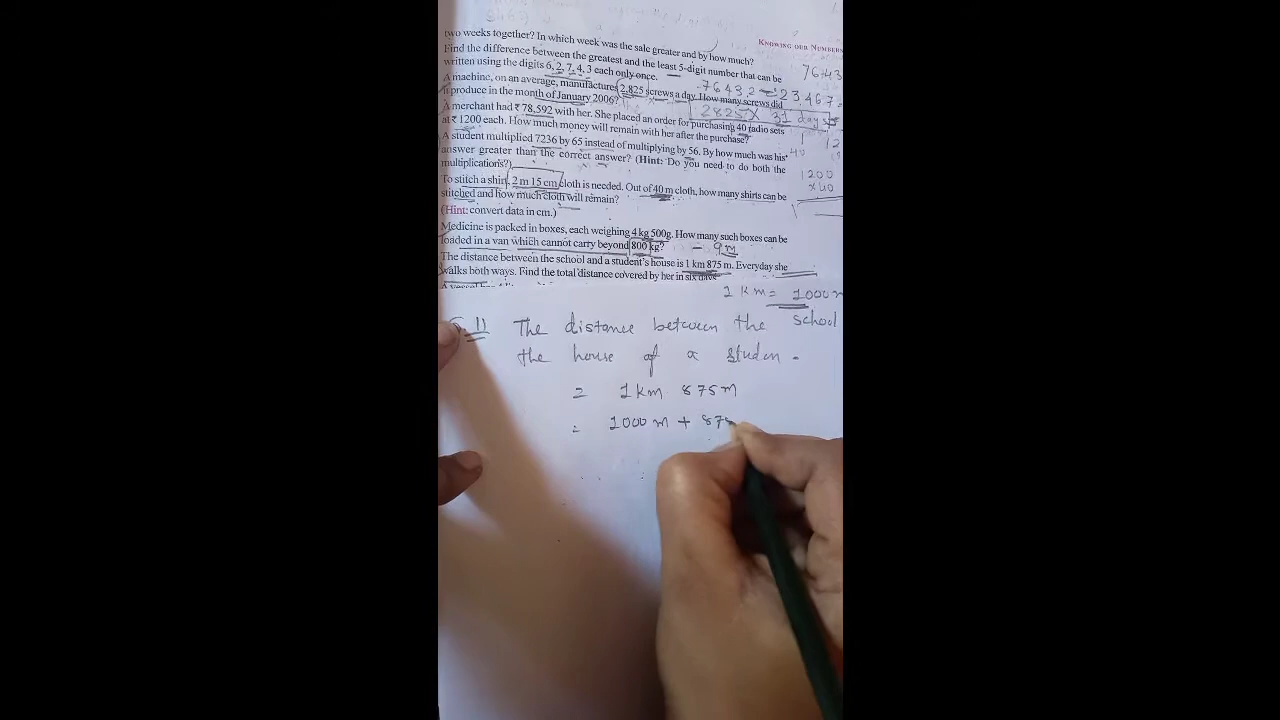 two weeks together? In which week was the sale greater and by how much?
KNOWING OUR NUMBERS
Find the difference between the greatest and the least 5-digit number that can be
written using the digits 6, 2, 7, 4, 3 each only once.
7643
76432 - 23467
A machine, on an average, manufactures 2,825 screws a day. How many screws did
it produce in the month of January 2006?
2825 × 31 days
A merchant had ₹ 78,592 with her. She placed an order for purchasing 40 radio sets
at ₹ 1200 each. How much money will remain with her after the purchase?
A student multiplied 7236 by 65 instead of multiplying by 56. By how much was his
answer greater than the correct answer? (Hint: Do you need to do both the
multiplications?)
1200
×40
To stitch a shirt, 2 m 15 cm cloth is needed. Out of 40 m cloth, how many shirts can be
stitched and how much cloth will remain?
(Hint: convert data in cm.)
Medicine is packed in boxes, each weighing 4 kg 500g. How many such boxes can be
loaded in a van which cannot carry beyond 800 kg?
The distance between the school and a student's house is 1 km 875 m. Everyday she
walks both ways. Find the total distance covered by her in six days
1 km = 1000 m
11 The distance between the school
the house of a studen
= 1 km 875 m
= 1000 m + 875